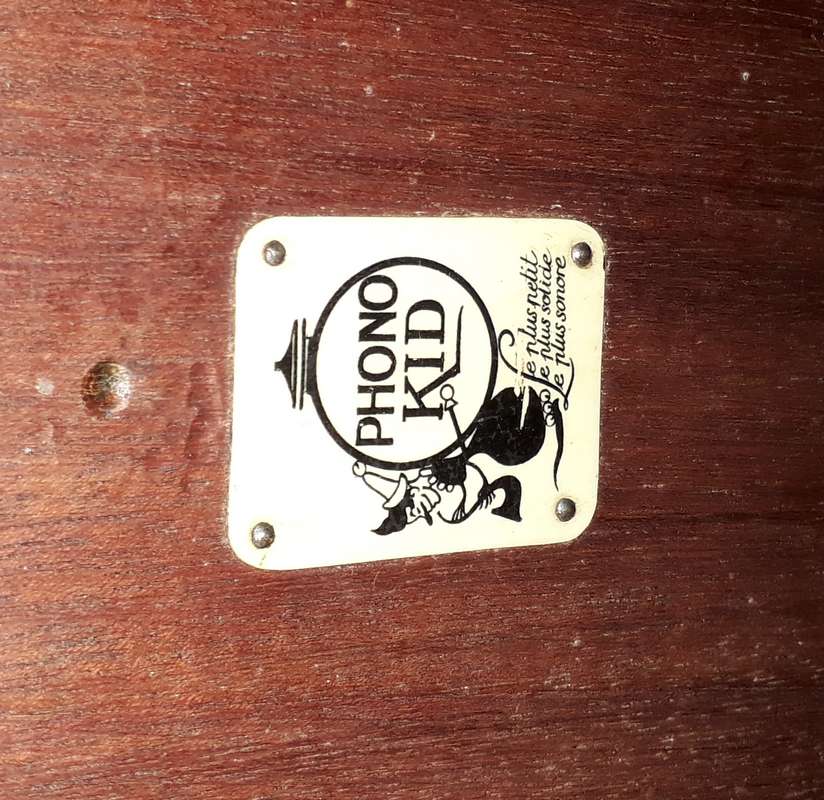 PHONO
KID
Le plus petit
Le plus solide
Le plus sonore